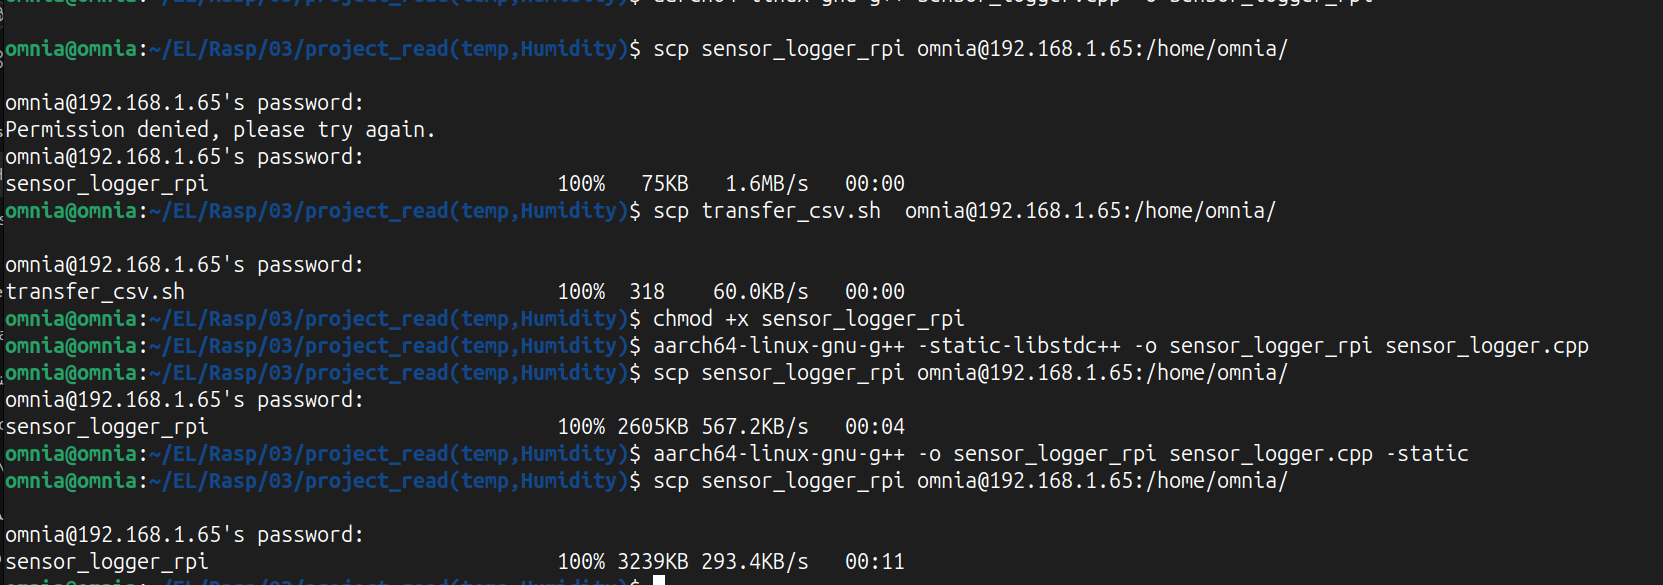 aarch64-linux-gnu-g++ sensor_logger.cpp -o sensor_logger_rpi
omnia@omnia:~/EL/Rasp/03/project_read(temp,Humidity)$ scp sensor_logger_rpi omnia@192.168.1.65:/home/omnia/
omnia@192.168.1.65's password:
Permission denied, please try again.
omnia@192.168.1.65's password:
sensor_logger_rpi 100% 75KB 1.6MB/s 00:00
omnia@omnia:~/EL/Rasp/03/project_read(temp,Humidity)$ scp transfer_csv.sh  omnia@192.168.1.65:/home/omnia/
omnia@192.168.1.65's password:
transfer_csv.sh 100% 318 60.0KB/s 00:00
omnia@omnia:~/EL/Rasp/03/project_read(temp,Humidity)$ chmod +x sensor_logger_rpi
omnia@omnia:~/EL/Rasp/03/project_read(temp,Humidity)$ aarch64-linux-gnu-g++ -static-libstdc++ -o sensor_logger_rpi sensor_logger.cpp
omnia@omnia:~/EL/Rasp/03/project_read(temp,Humidity)$ scp sensor_logger_rpi omnia@192.168.1.65:/home/omnia/
omnia@192.168.1.65's password:
sensor_logger_rpi 100% 2605KB 567.2KB/s 00:04
omnia@omnia:~/EL/Rasp/03/project_read(temp,Humidity)$ aarch64-linux-gnu-g++ -o sensor_logger_rpi sensor_logger.cpp -static
omnia@omnia:~/EL/Rasp/03/project_read(temp,Humidity)$ scp sensor_logger_rpi omnia@192.168.1.65:/home/omnia/
omnia@192.168.1.65's password:
sensor_logger_rpi 100% 3239KB 293.4KB/s 00:11